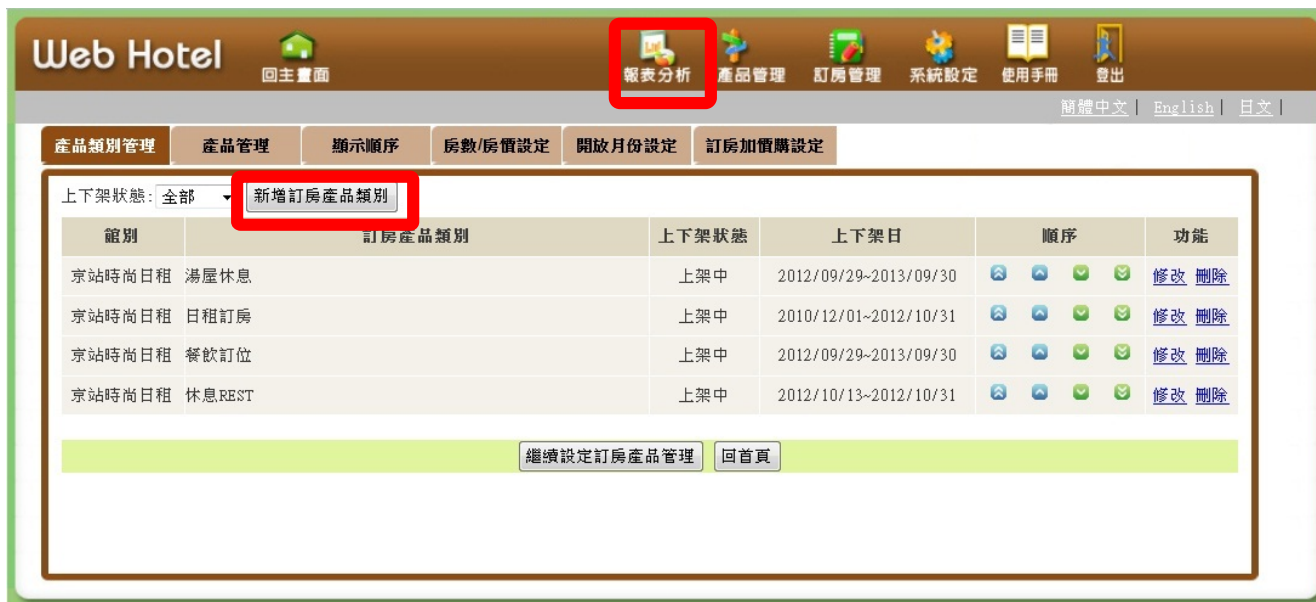 Web Hotel 回主畫面 報表分析 產品管理 訂房管理 系統設定 使用手冊 登出
簡體中文 | English | 日文 |
產品類別管理 產品管理 顯示順序 房數/房價設定 開放月份設定 訂房加價購設定
上下架狀態: 全部 新增訂房產品類別
館別 訂房產品類別 上下架狀態 上下架日 順序 功能
京站時尚日租 湯屋休息 上架中 2012/09/29~2013/09/30 修改 刪除
京站時尚日租 日租訂房 上架中 2010/12/01~2012/10/31 修改 刪除
京站時尚日租 餐飲訂位 上架中 2012/09/29~2013/09/30 修改 刪除
京站時尚日租 休息REST 上架中 2012/10/13~2012/10/31 修改 刪除
繼續設定訂房產品管理 回首頁